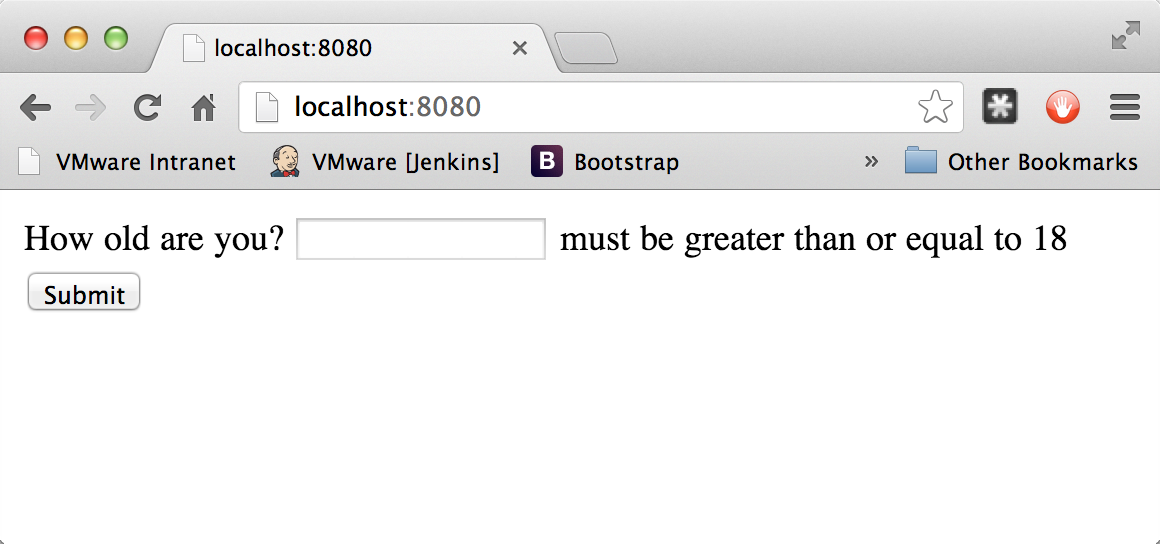 localhost:8080
localhost:8080
VMware Intranet VMware [Jenkins] B Bootstrap » Other Bookmarks
How old are you? must be greater than or equal to 18
Submit